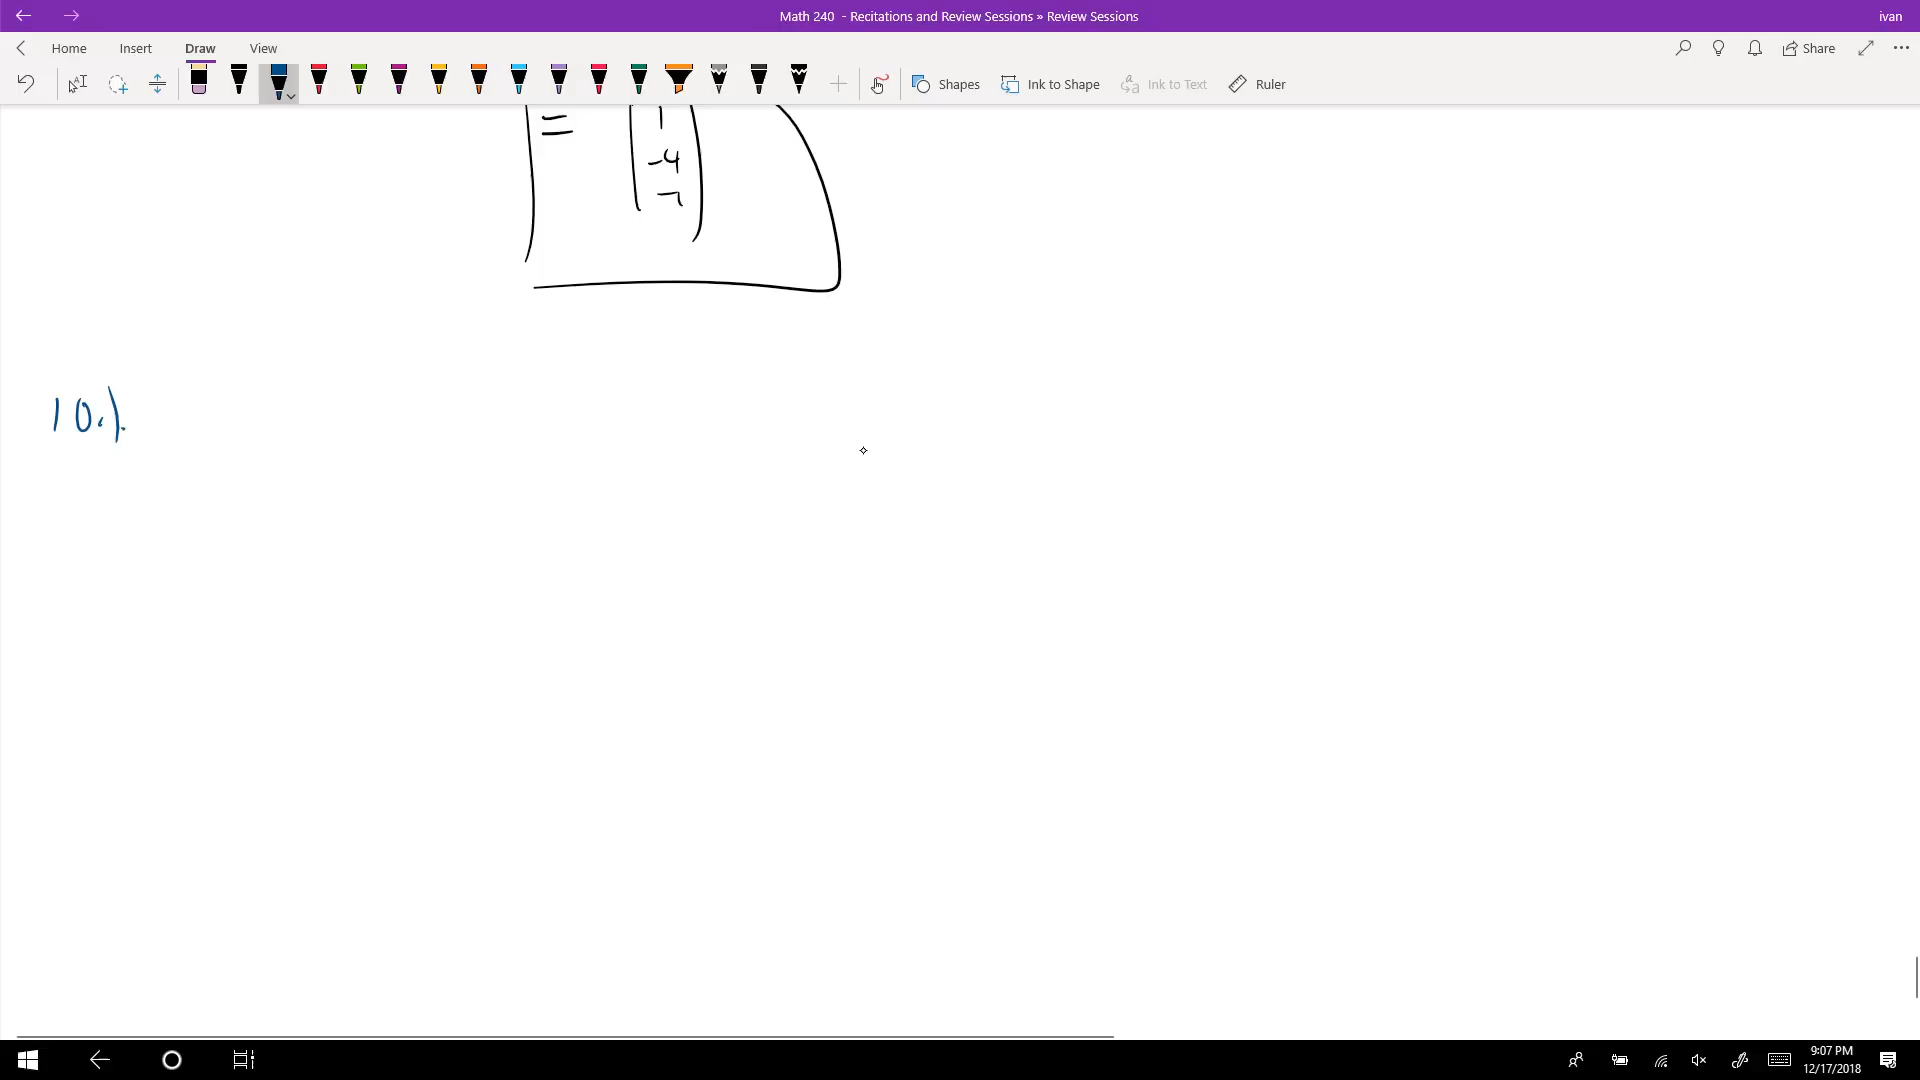 Math 240 - Recitations and Review Sessions » Review Sessions
ivan
Home Insert Draw View
Share
Shapes Ink to Shape Ink to Text Ruler
=
1
-4
10.)
9:07 PM
12/17/2018